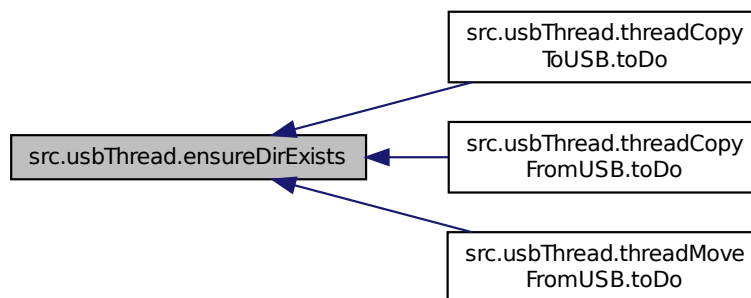 src.usbThread.threadCopy
ToUSB.toDo
src.usbThread.ensureDirExists
src.usbThread.threadCopy
FromUSB.toDo
src.usbThread.threadMove
FromUSB.toDo